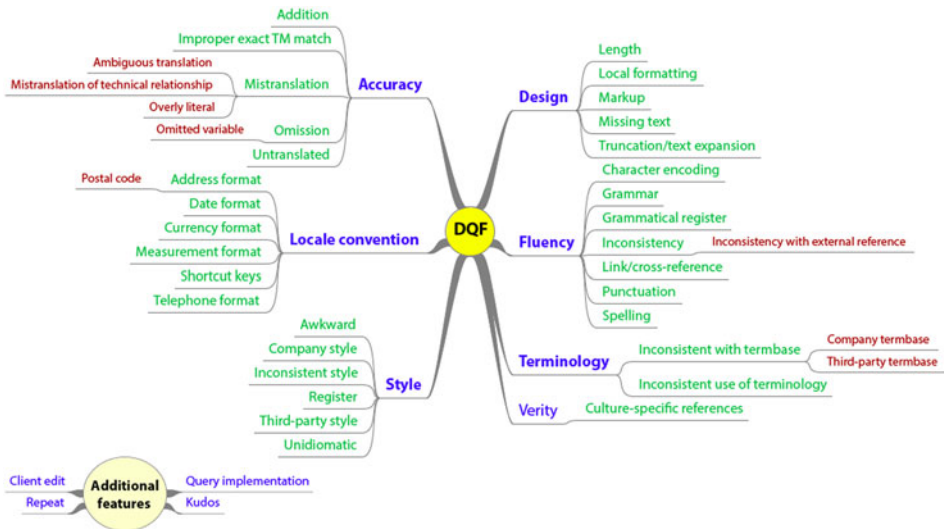 Addition
Improper exact TM match
Ambiguous translation
Mistranslation of technical relationship
Mistranslation
Overly literal
Accuracy
Omitted variable
Omission
Untranslated
Postal code
Address format
Date format
Currency format
Locale convention
Measurement format
Shortcut keys
Telephone format
Awkward
Company style
Inconsistent style
Style
Register
Third-party style
Unidiomatic
DQF
Design
Length
Local formatting
Markup
Missing text
Truncation/text expansion
Fluency
Character encoding
Grammar
Grammatical register
Inconsistency
Inconsistency with external reference
Link/cross-reference
Punctuation
Spelling
Terminology
Inconsistent with termbase
Company termbase
Third-party termbase
Inconsistent use of terminology
Verity
Culture-specific references
Client edit
Repeat
Additional
features
Query implementation
Kudos